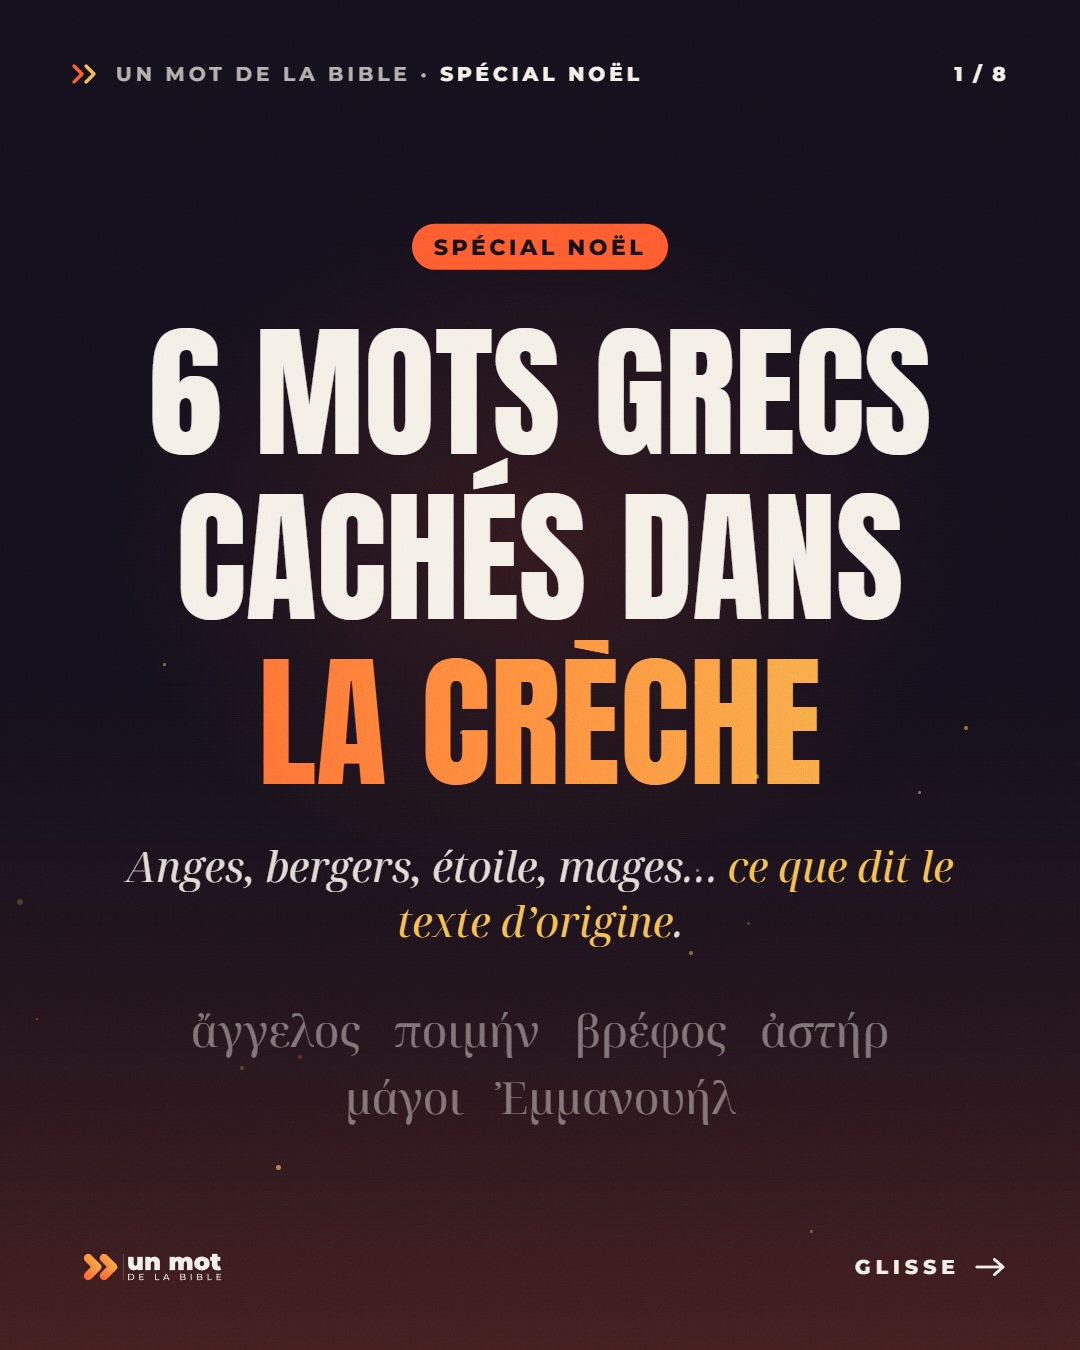 UN MOT DE LA BIBLE · SPÉCIAL NOËL
1 / 8
SPÉCIAL NOËL
6 MOTS GRECS
CACHÉS DANS
LA CRÈCHE
Anges, bergers, étoile, mages… ce que dit le
texte d’origine.
ἄγγελος ποιμήν βρέφος ἀστήρ
μάγοι Ἐμμανουήλ
un mot
DE LA BIBLE
GLISSE →